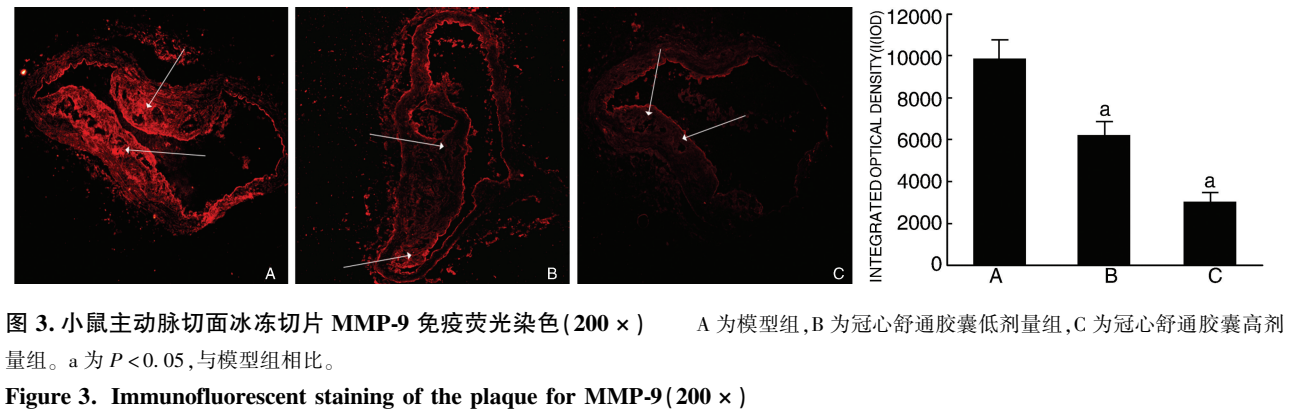 A
B
C
INTEGRATED OPTICAL DENSITY(I(IOD)
12000
10000
8000
6000
4000
2000
0
a
a
A
B
C
图 3. 小鼠主动脉切面冰冻切片 MMP-9 免疫荧光染色(200 ×) A 为模型组,B 为冠心舒通胶囊低剂量组,C 为冠心舒通胶囊高剂
量组。a 为 P < 0. 05,与模型组相比。
Figure 3. Immunofluorescent staining of the plaque for MMP-9(200 ×)